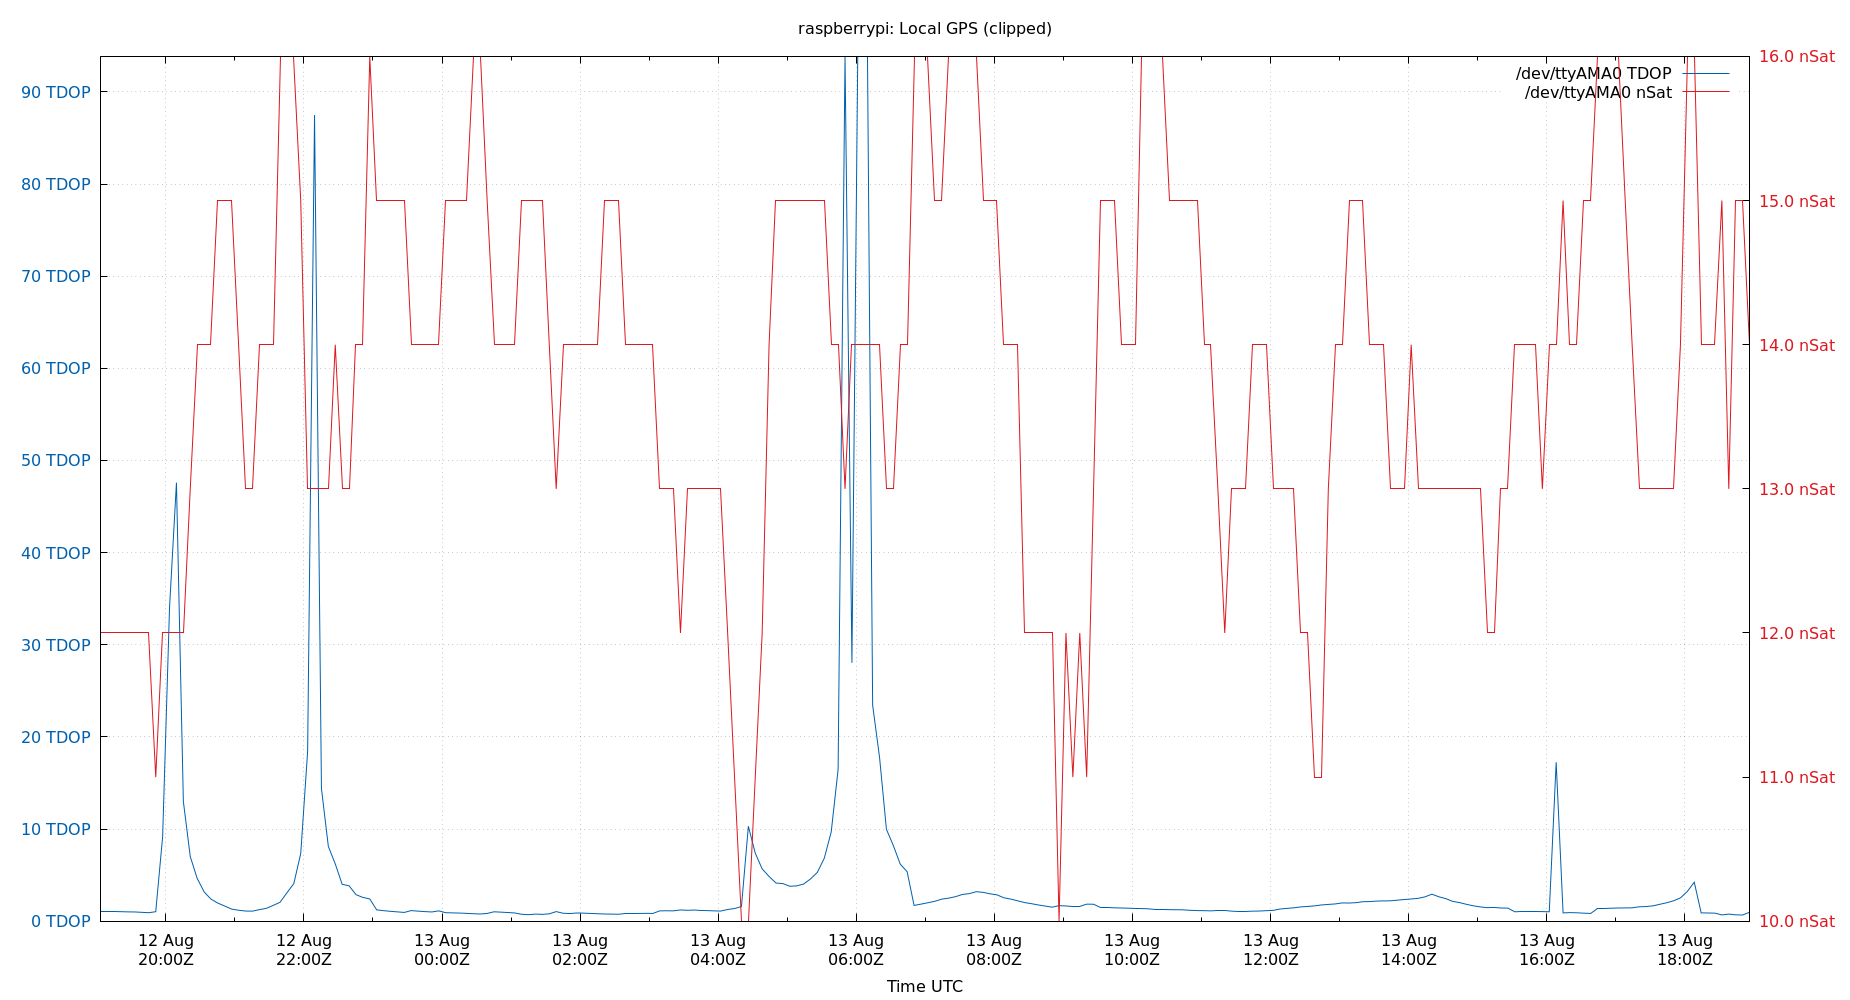 raspberrypi: Local GPS (clipped)
/dev/ttyAMA0 TDOP
/dev/ttyAMA0 nSat
90 TDOP
80 TDOP
70 TDOP
60 TDOP
50 TDOP
40 TDOP
30 TDOP
20 TDOP
10 TDOP
0 TDOP
16.0 nSat
15.0 nSat
14.0 nSat
13.0 nSat
12.0 nSat
11.0 nSat
10.0 nSat
12 Aug
20:00Z
12 Aug
22:00Z
13 Aug
00:00Z
13 Aug
02:00Z
13 Aug
04:00Z
13 Aug
06:00Z
13 Aug
08:00Z
13 Aug
10:00Z
13 Aug
12:00Z
13 Aug
14:00Z
13 Aug
16:00Z
13 Aug
18:00Z
Time UTC